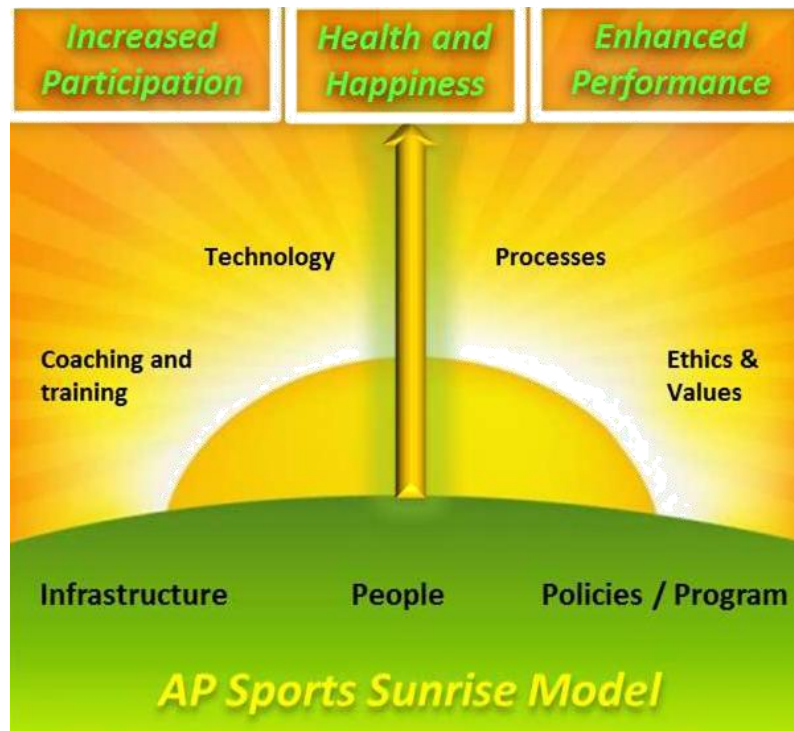 Increased
Participation
Health and
Happiness
Enhanced
Performance
Technology
Processes
Coaching and
training
Ethics &
Values
Infrastructure
People
Policies / Program
AP Sports Sunrise Model